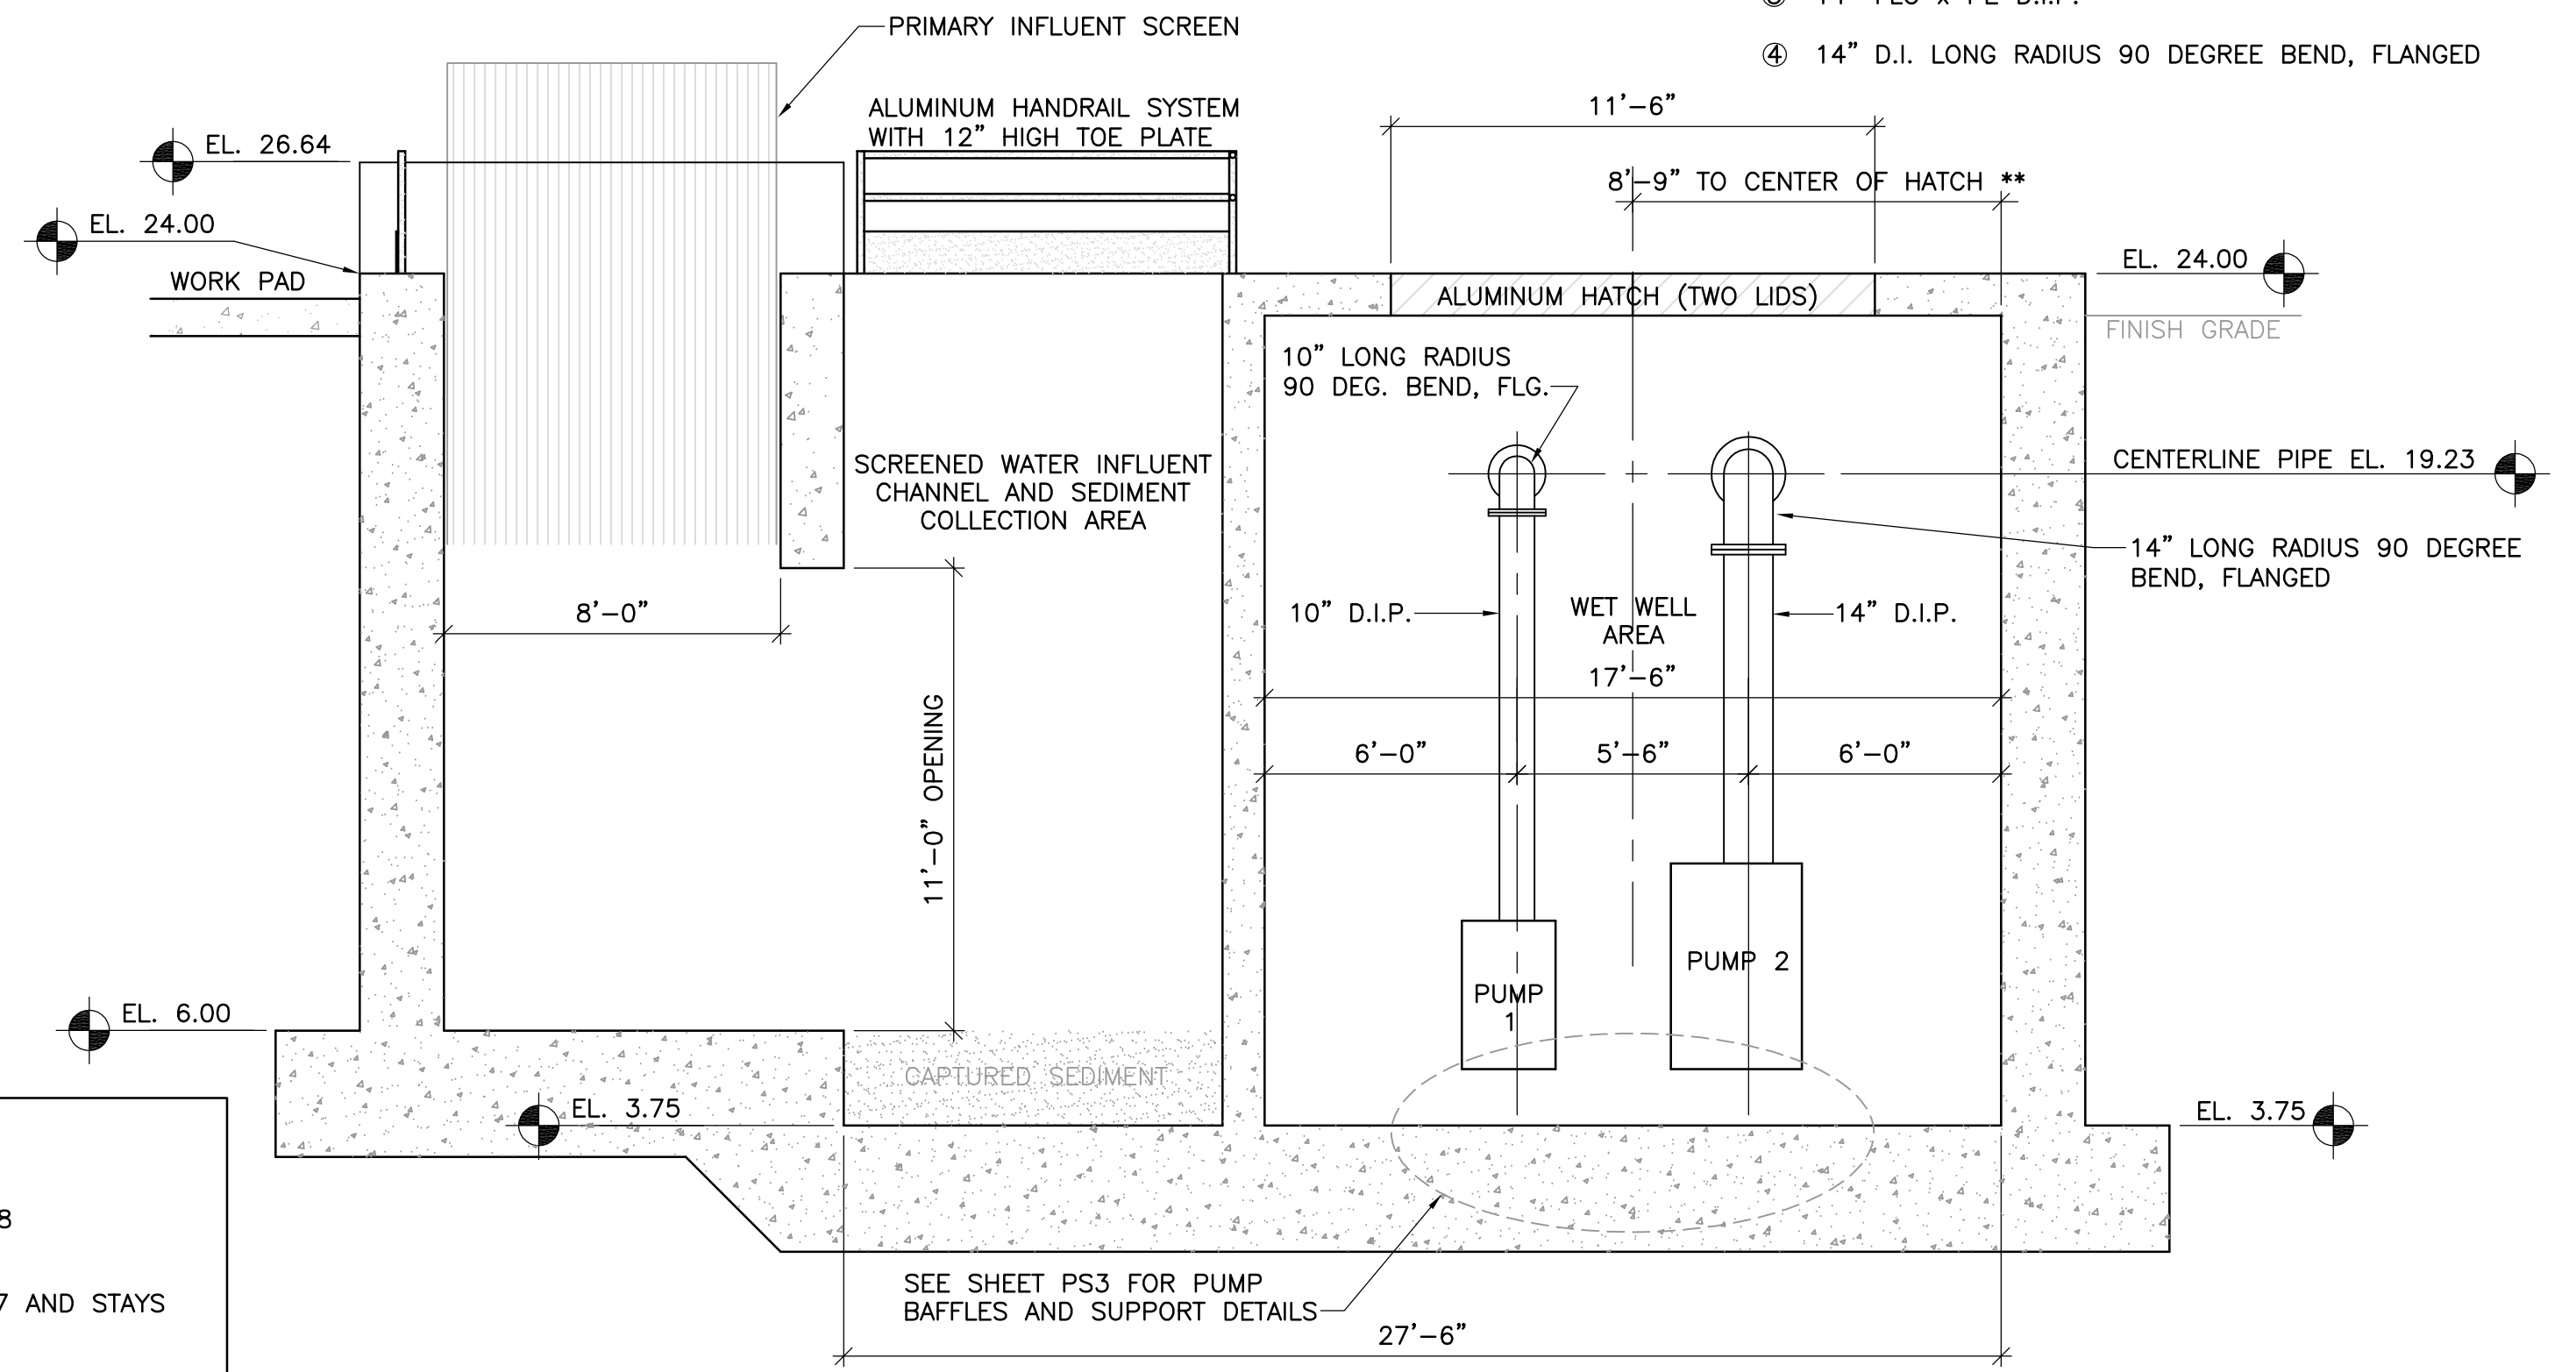 ④ 14” D.I. LONG RADIUS 90 DEGREE BEND, FLANGED
PRIMARY INFLUENT SCREEN
ALUMINUM HANDRAIL SYSTEM
WITH 12” HIGH TOE PLATE
11’-6”
8’-9” TO CENTER OF HATCH **
EL. 26.64
EL. 24.00
WORK PAD
EL. 24.00
FINISH GRADE
ALUMINUM HATCH (TWO LIDS)
10” LONG RADIUS
90 DEG. BEND, FLG.
SCREENED WATER INFLUENT
CHANNEL AND SEDIMENT
COLLECTION AREA
CENTERLINE PIPE EL. 19.23
14” LONG RADIUS 90 DEGREE
BEND, FLANGED
8’-0”
10” D.I.P.
WET WELL
AREA
14” D.I.P.
17’-6”
11’-0” OPENING
6’-0”
5’-6”
6’-0”
PUMP
1
PUMP 2
EL. 6.00
CAPTURED SEDIMENT
EL. 3.75
EL. 3.75
8
7 AND STAYS
SEE SHEET PS3 FOR PUMP
BAFFLES AND SUPPORT DETAILS
27’-6”